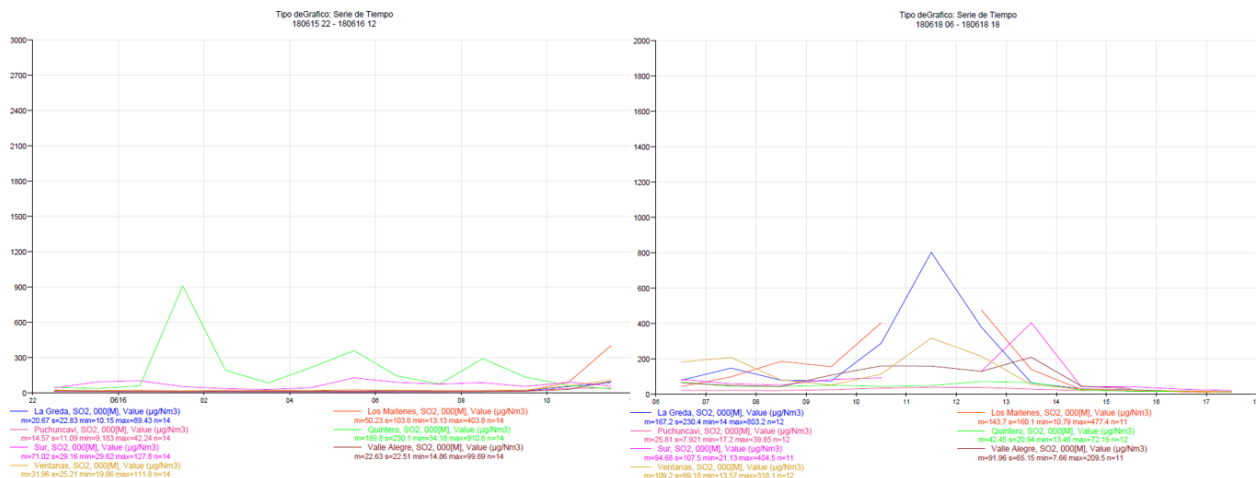 Tipo deGrafico: Serie de Tiempo
180615 22 - 180616 12
3000
2700
2400
2100
1800
1500
1200
900
600
300
0
22
0616
02
04
06
08
10
La Greda, SO2, 000[M], Value (µg/Nm3)
m=20.67 s=22.83 min=10.15 max=89.43 n=14
Los Maitenes, SO2, 000[M], Value (µg/Nm3)
m=50.23 s=103.6 min=13.13 max=403.8 n=14
Puchuncavi, SO2, 000[M], Value (µg/Nm3)
m=14.57 s=11.09 min=9.183 max=42.24 n=14
Quintero, SO2, 000[M], Value (µg/Nm3)
m=189.8 s=230.1 min=34.18 max=910.6 n=14
Sur, SO2, 000[M], Value (µg/Nm3)
m=71.02 s=29.16 min=29.62 max=127.8 n=14
Valle Alegre, SO2, 000[M], Value (µg/Nm3)
m=22.63 s=22.51 min=14.86 max=99.69 n=14
Ventanas, SO2, 000[M], Value (µg/Nm3)
m=31.96 s=25.21 min=19.86 max=111.8 n=14
Tipo deGrafico: Serie de Tiempo
180618 06 - 180618 18
2000
1800
1600
1400
1200
1000
800
600
400
200
0
06
07
08
09
10
11
12
13
14
15
16
17
La Greda, SO2, 000[M], Value (µg/Nm3)
m=167.2 s=230.4 min=14 max=803.2 n=12
Los Maitenes, SO2, 000[M], Value (µg/Nm3)
m=143.7 s=160.1 min=10.79 max=477.4 n=11
Puchuncavi, SO2, 000[M], Value (µg/Nm3)
m=25.81 s=7.921 min=17.2 max=39.85 n=12
Quintero, SO2, 000[M], Value (µg/Nm3)
m=42.45 s=20.94 min=13.46 max=72.19 n=12
Sur, SO2, 000[M], Value (µg/Nm3)
m=94.68 s=107.5 min=21.13 max=404.5 n=11
Valle Alegre, SO2, 000[M], Value (µg/Nm3)
m=91.96 s=65.15 min=7.66 max=209.5 n=11
Ventanas, SO2, 000[M], Value (µg/Nm3)
m=109.2 s=99.18 min=13.57 max=318.1 n=12